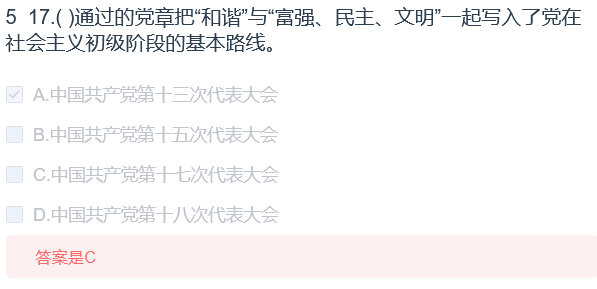 5 17.( )通过的党章把“和谐”与“富强、民主、文明”一起写入了党在
社会主义初级阶段的基本路线。
A.中国共产党第十三次代表大会
B.中国共产党第十五次代表大会
C.中国共产党第十七次代表大会
D.中国共产党第十八次代表大会
答案是C